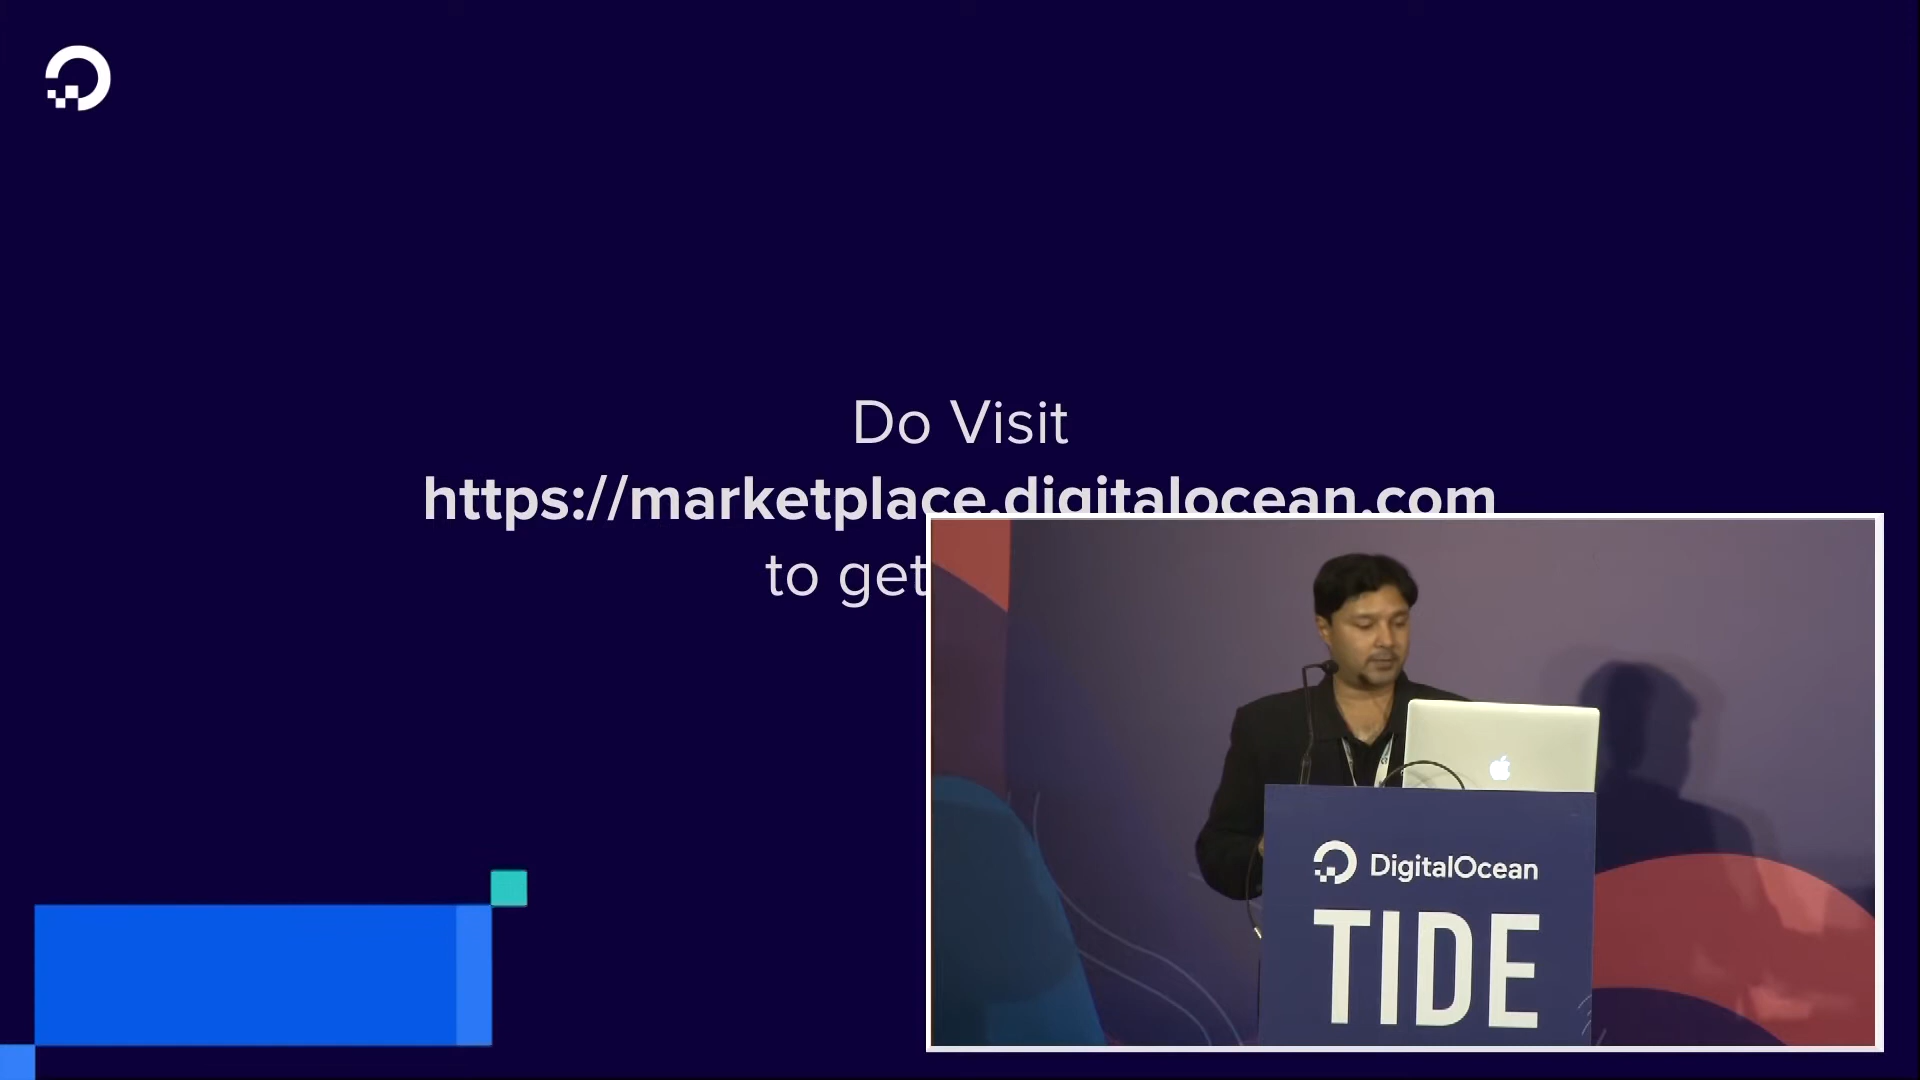 Do Visit
https://marketplace.digitalocean.com
to get
DigitalOcean
TIDE